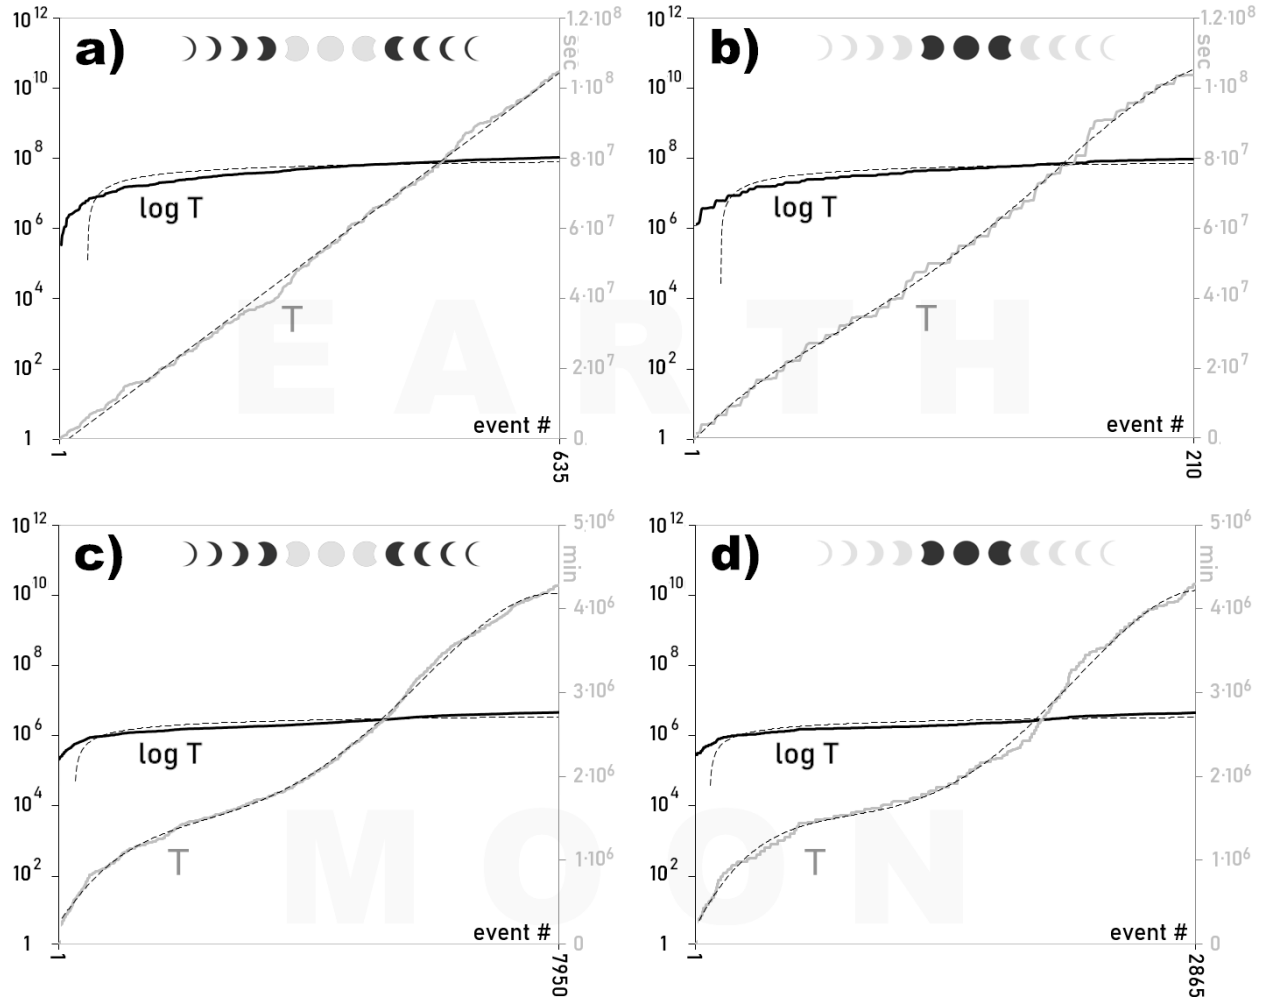 a)
10¹²
10¹⁰
10⁸
10⁶
10⁴
10²
1
1.2·10⁸
sec
1·10⁸
8·10⁷
6·10⁷
4·10⁷
2·10⁷
0
log T
T
event #
1
635
b)
10¹²
10¹⁰
10⁸
10⁶
10⁴
10²
1
1.2·10⁸
sec
1·10⁸
8·10⁷
6·10⁷
4·10⁷
2·10⁷
0
log T
T
event #
1
210
EARTH
c)
10¹²
10¹⁰
10⁸
10⁶
10⁴
10²
1
5·10⁶
min
4·10⁶
3·10⁶
2·10⁶
1·10⁶
0
log T
T
event #
1
7950
d)
10¹²
10¹⁰
10⁸
10⁶
10⁴
10²
1
5·10⁶
min
4·10⁶
3·10⁶
2·10⁶
1·10⁶
0
log T
T
event #
1
2865
MOON